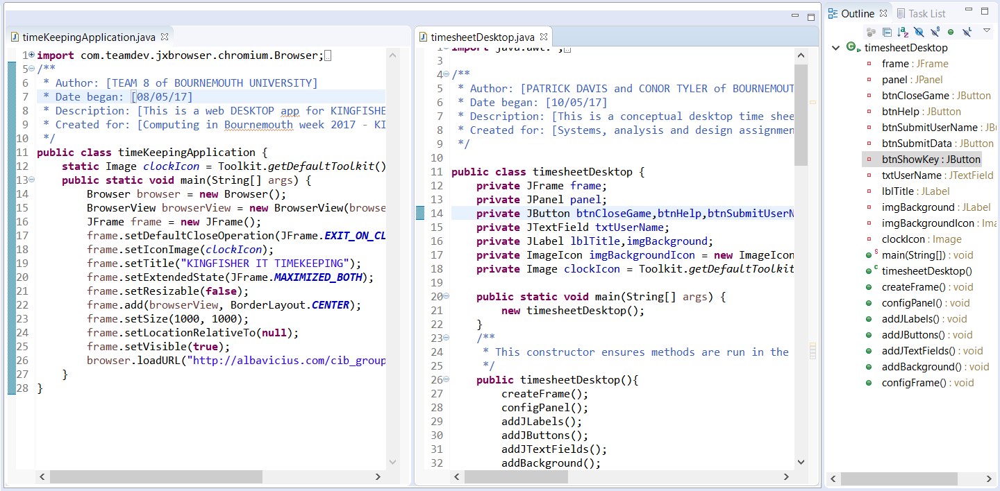 timeKeepingApplication.java
1 import com.teamdev.jxbrowser.chromium.Browser;
5 /**
6 * Author: [TEAM 8 of BOURNEMOUTH UNIVERSITY]
7 * Date began: [08/05/17]
8 * Description: [This is a web DESKTOP app for KINGFISHE
9 * Created for: [Computing in Bournemouth week 2017 - KI
10 */
11 public class timeKeepingApplication {
12 static Image clockIcon = Toolkit.getDefaultToolkit()
13 public static void main(String[] args) {
14 Browser browser = new Browser();
15 BrowserView browserView = new BrowserView(browse
16 JFrame frame = new JFrame();
17 frame.setDefaultCloseOperation(JFrame.EXIT_ON_CL
18 frame.setIconImage(clockIcon);
19 frame.setTitle("KINGFISHER IT TIMEKEEPING");
20 frame.setExtendedState(JFrame.MAXIMIZED_BOTH);
21 frame.setResizable(false);
22 frame.add(browserView, BorderLayout.CENTER);
23 frame.setSize(1000, 1000);
24 frame.setLocationRelativeTo(null);
25 frame.setVisible(true);
26 browser.loadURL("http://albavicius.com/cib_group
27 }
28 }
timesheetDesktop.java
1 import java.awt.*;
3
4 /**
5 * Author: [PATRICK DAVIS and CONOR TYLER of BOURNEMOUT
6 * Date began: [10/05/17]
7 * Description: [This is a conceptual desktop time shee
8 * Created for: [Systems, analysis and design assignmen
9 */
10
11 public class timesheetDesktop {
12 private JFrame frame;
13 private JPanel panel;
14 private JButton btnCloseGame,btnHelp,btnSubmitUserN
15 private JTextField txtUserName;
16 private JLabel lblTitle,imgBackground;
17 private ImageIcon imgBackgroundIcon = new ImageIcon
18 private Image clockIcon = Toolkit.getDefaultToolkit
19
20 public static void main(String[] args) {
21 new timesheetDesktop();
22 }
23 /**
24 * This constructor ensures methods are run in the
25 */
26 public timesheetDesktop(){
27 createFrame();
28 configPanel();
29 addJLabels();
30 addJButtons();
31 addJTextFields();
32 addBackground();
Outline Task List
timesheetDesktop
frame : JFrame
panel : JPanel
btnCloseGame : JButton
btnHelp : JButton
btnSubmitUserName : JBu
btnSubmitData : JButton
btnShowKey : JButton
txtUserName : JTextField
lblTitle : JLabel
imgBackground : JLabel
imgBackgroundIcon : Ima
clockIcon : Image
main(String[]) : void
timesheetDesktop()
createFrame() : void
configPanel() : void
addJLabels() : void
addJButtons() : void
addJTextFields() : void
addBackground() : void
configFrame() : void